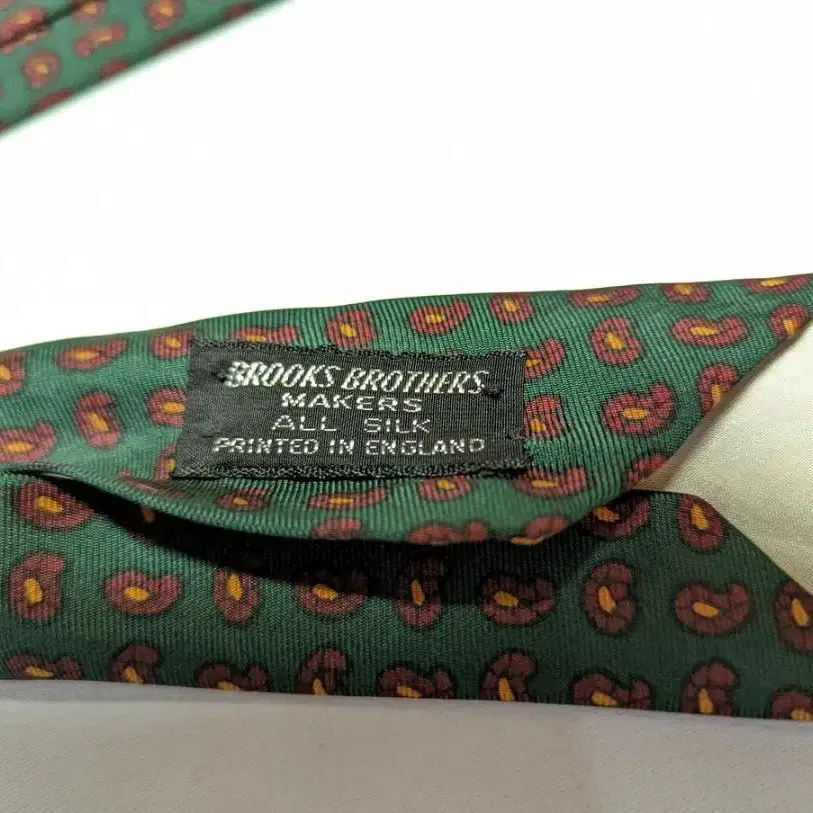 BROOKS BROTHERS
MAKERS
ALL SILK
PRINTED IN ENGLAND